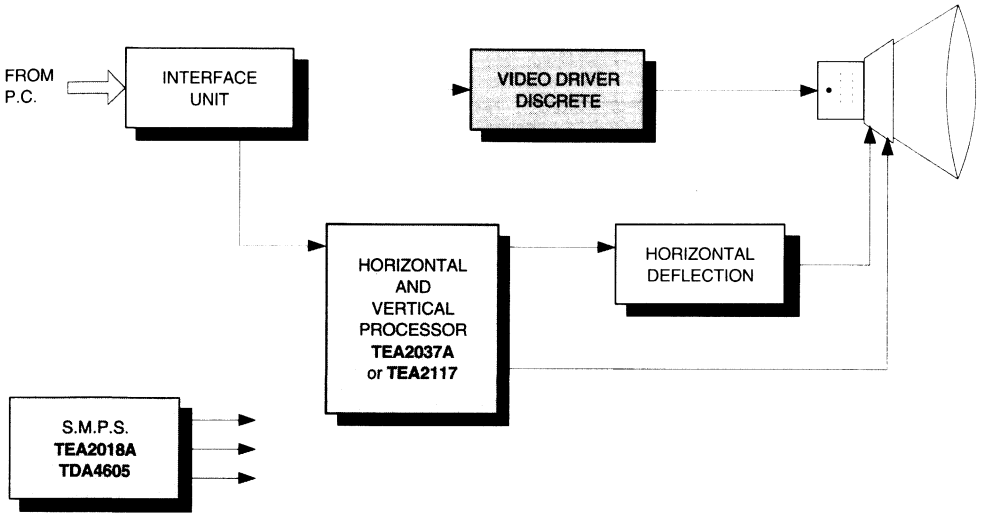 FROM
P.C.
INTERFACE
UNIT
VIDEO DRIVER
DISCRETE
HORIZONTAL
AND
VERTICAL
PROCESSOR
TEA2037A
or TEA2117
HORIZONTAL
DEFLECTION
S.M.P.S.
TEA2018A
TDA4605